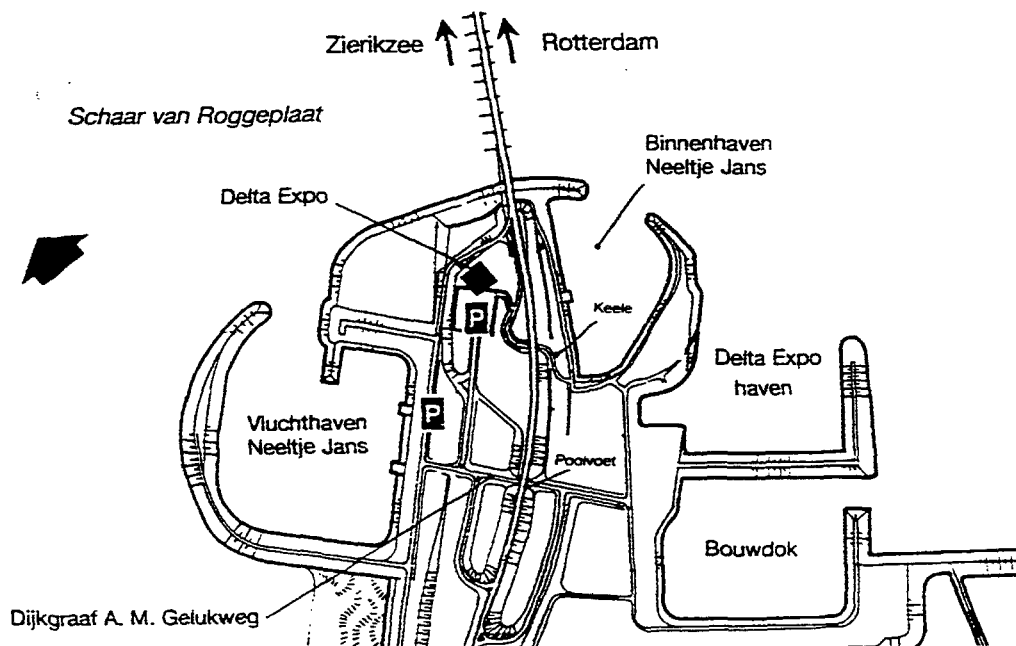 Zierikzee
Rotterdam
Schaar van Roggeplaat
Binnenhaven
Neeltje Jans
Delta Expo
P
Keele
Delta Expo
haven
P
Vluchthaven
Neeltje Jans
Poolvoet
Bouwdok
Dijkgraaf A. M. Gelukweg